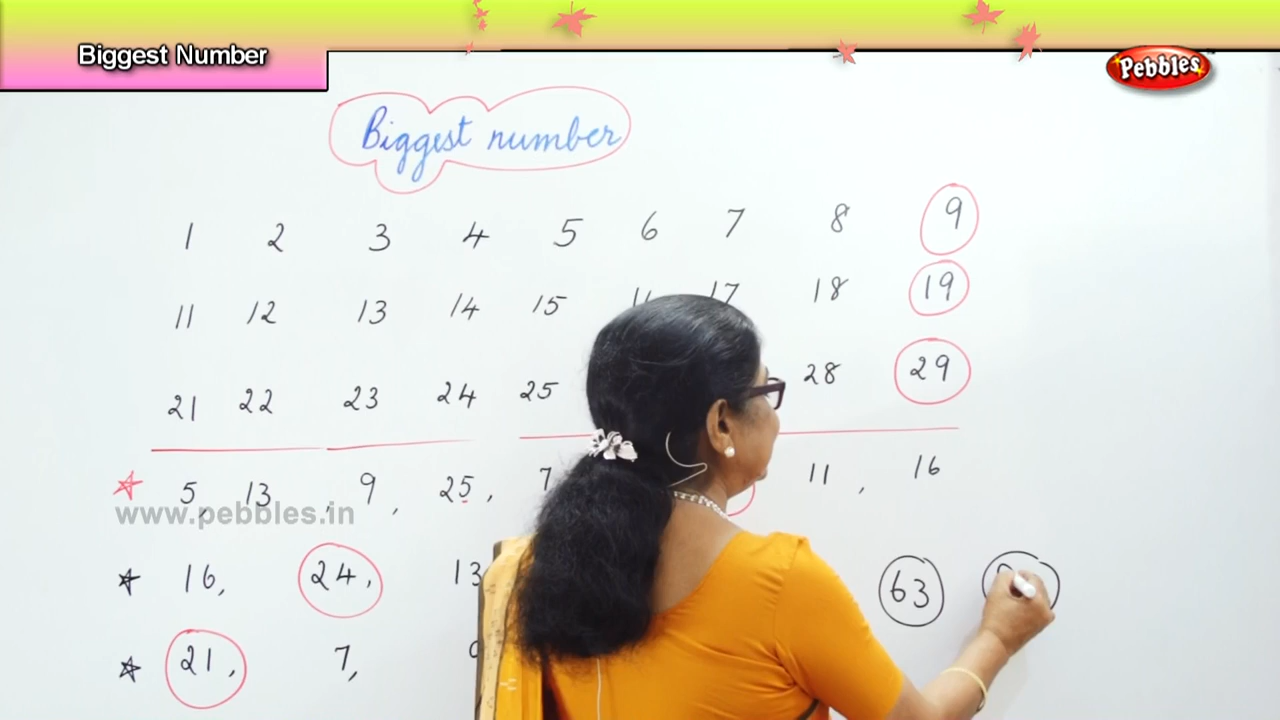 Biggest Number
Pebbles
Biggest number
1 2 3 4 5 6 7 8 9
11 12 13 14 15 17 18 19
21 22 23 24 25 28 29
5, 13, 9, 25, 7 11, 16
www.pebbles.in
16, 24, 13 63
21, 7,